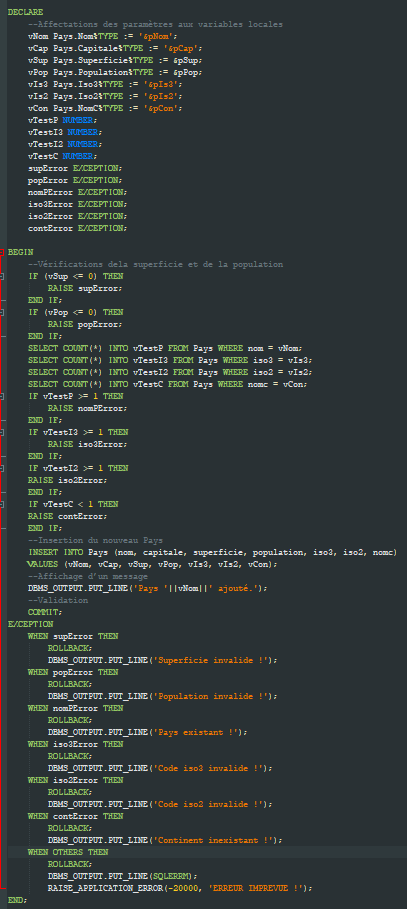 DECLARE
--Affectations des paramètres aux variables locales
vNom Pays.Nom%TYPE := '&pNom';
vCap Pays.Capitale%TYPE := '&pCap';
vSup Pays.Superficie%TYPE := &pSup;
vPop Pays.Population%TYPE := &pPop;
vIs3 Pays.Iso3%TYPE := '&pIs3';
vIs2 Pays.Iso2%TYPE := '&pIs2';
vCon Pays.NomC%TYPE := '&pCon';
vTestP NUMBER;
vTestI3 NUMBER;
vTestI2 NUMBER;
vTestC NUMBER;
supError EXCEPTION;
popError EXCEPTION;
nomPError EXCEPTION;
iso3Error EXCEPTION;
iso2Error EXCEPTION;
contError EXCEPTION;
BEGIN
--Vérifications dela superficie et de la population
IF (vSup <= 0) THEN
RAISE supError;
END IF;
IF (vPop <= 0) THEN
RAISE popError;
END IF;
SELECT COUNT(*) INTO vTestP FROM Pays WHERE nom = vNom;
SELECT COUNT(*) INTO vTestI3 FROM Pays WHERE iso3 = vIs3;
SELECT COUNT(*) INTO vTestI2 FROM Pays WHERE iso2 = vIs2;
SELECT COUNT(*) INTO vTestC FROM Pays WHERE nomc = vCon;
IF vTestP >= 1 THEN
RAISE nomPError;
END IF;
IF vTestI3 >= 1 THEN
RAISE iso3Error;
END IF;
IF vTestI2 >= 1 THEN
RAISE iso2Error;
END IF;
IF vTestC < 1 THEN
RAISE contError;
END IF;
--Insertion du nouveau Pays
INSERT INTO Pays (nom, capitale, superficie, population, iso3, iso2, nomc)
VALUES (vNom, vCap, vSup, vPop, vIs3, vIs2, vCon);
--Affichage d'un message
DBMS_OUTPUT.PUT_LINE('Pays '||vNom||' ajouté.');
--Validation
COMMIT;
EXCEPTION
WHEN supError THEN
ROLLBACK;
DBMS_OUTPUT.PUT_LINE('Superficie invalide !');
WHEN popError THEN
ROLLBACK;
DBMS_OUTPUT.PUT_LINE('Population invalide !');
WHEN nomPError THEN
ROLLBACK;
DBMS_OUTPUT.PUT_LINE('Pays existant !');
WHEN iso3Error THEN
ROLLBACK;
DBMS_OUTPUT.PUT_LINE('Code iso3 invalide !');
WHEN iso2Error THEN
ROLLBACK;
DBMS_OUTPUT.PUT_LINE('Code iso2 invalide !');
WHEN contError THEN
ROLLBACK;
DBMS_OUTPUT.PUT_LINE('Continent inexistant !');
WHEN OTHERS THEN
ROLLBACK;
DBMS_OUTPUT.PUT_LINE(SQLERRM);
RAISE_APPLICATION_ERROR(-20000, 'ERREUR IMPREVUE !');
END;